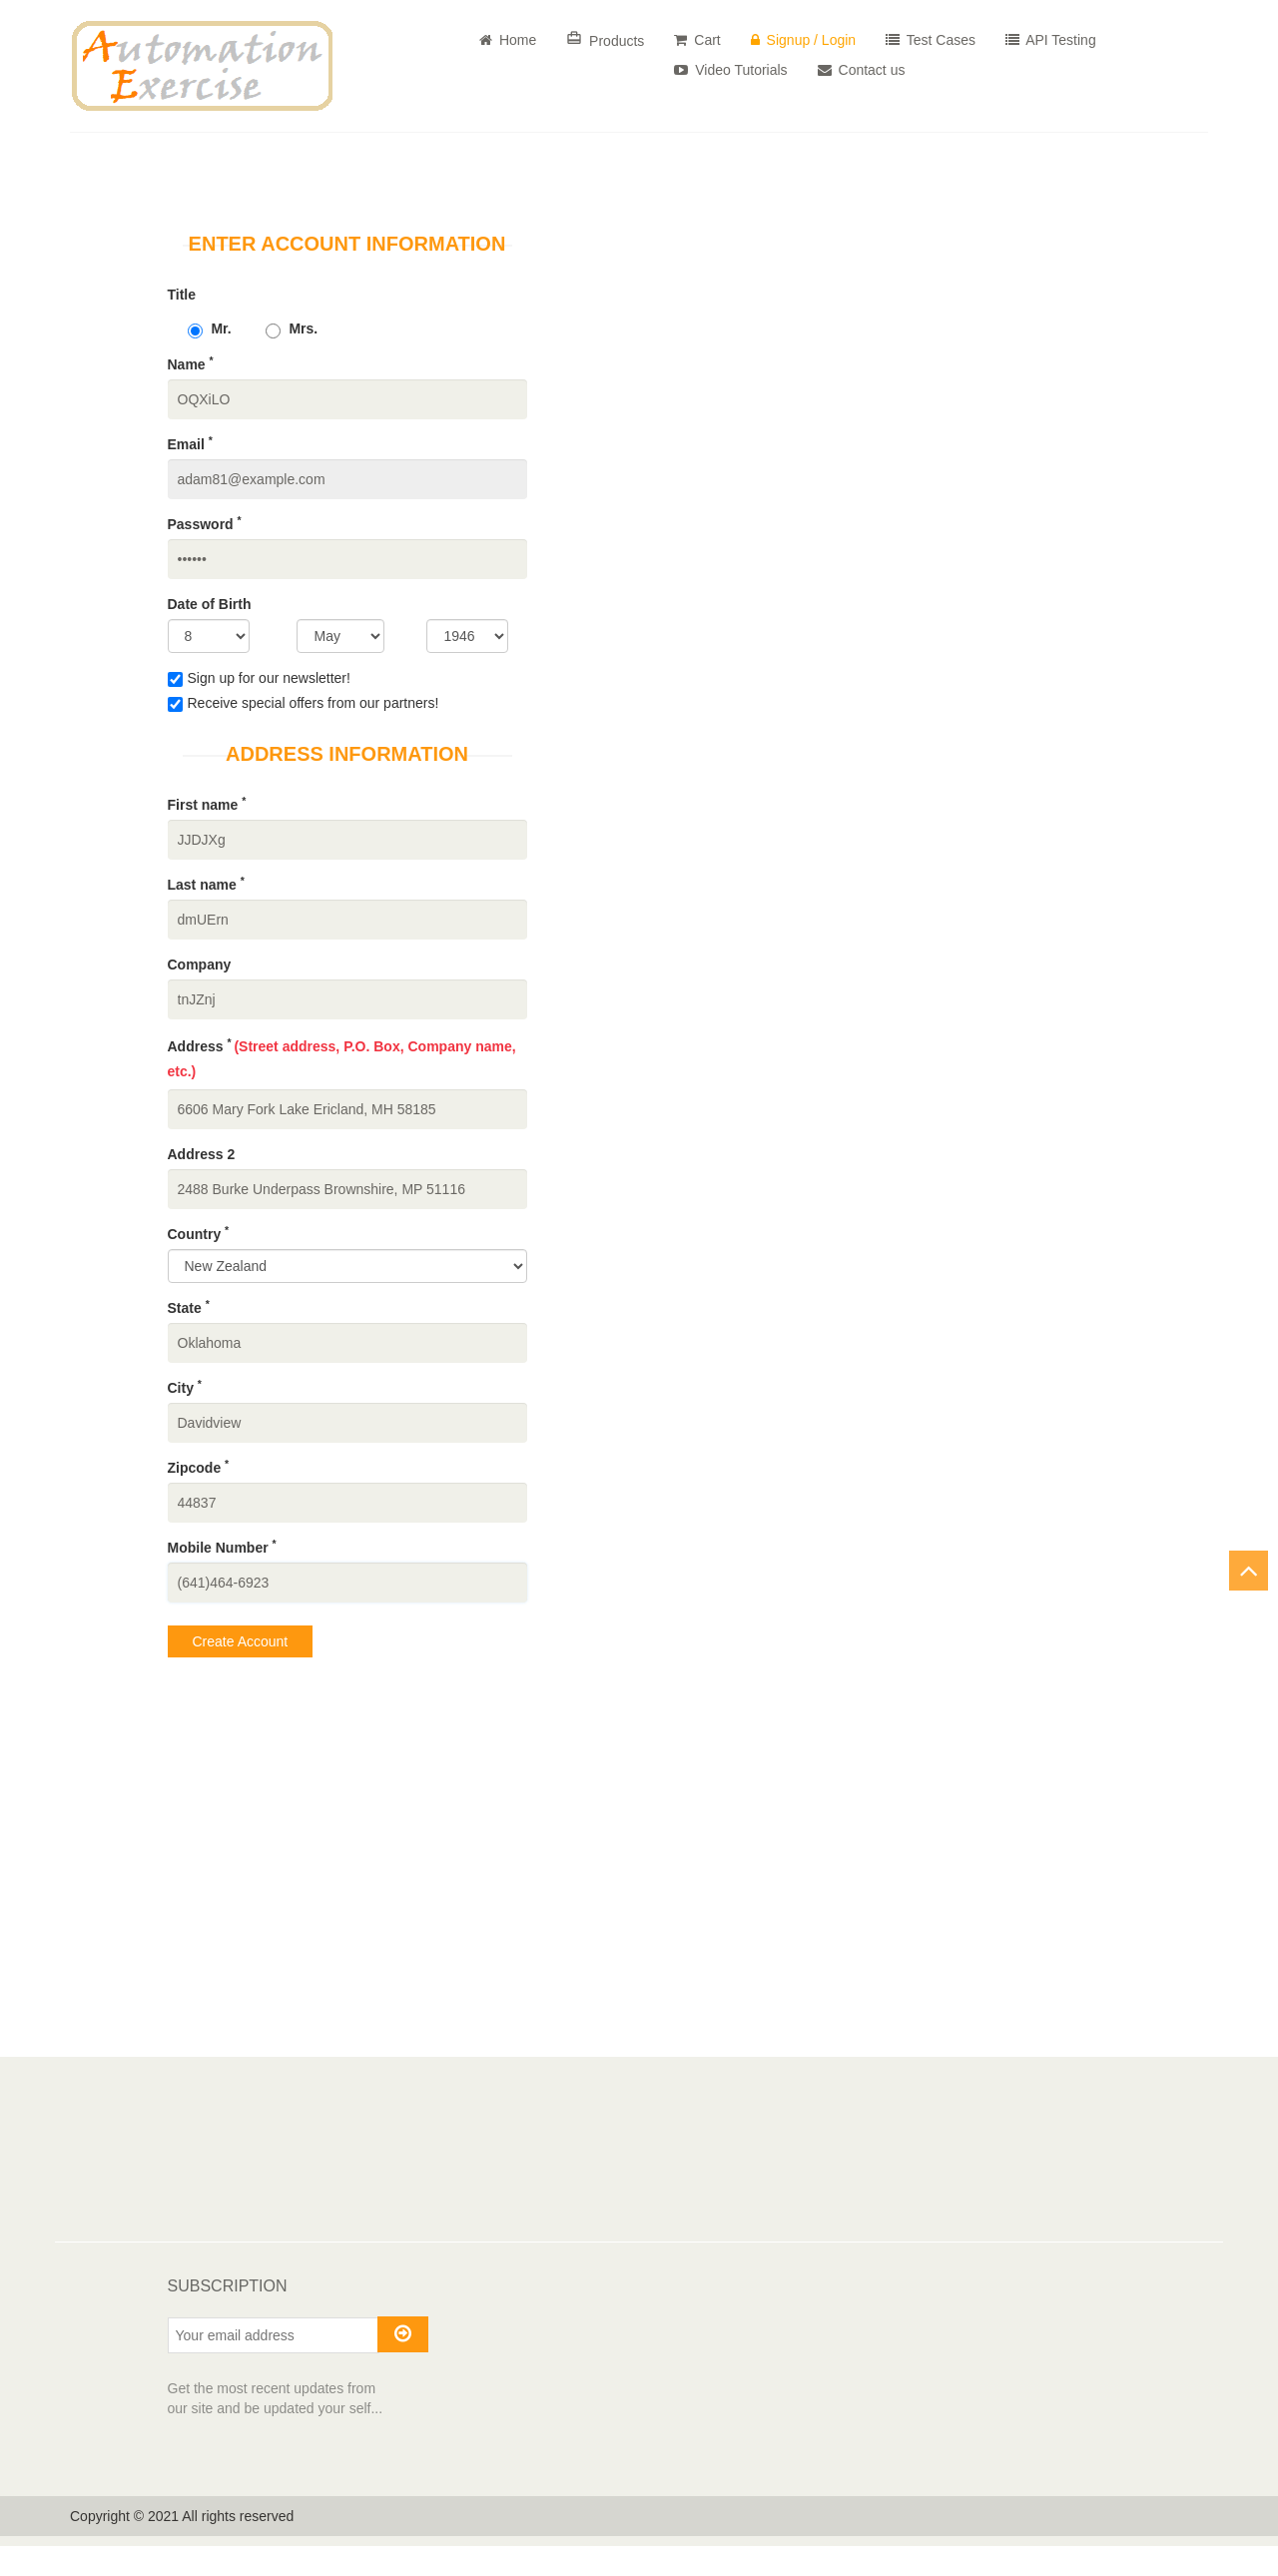 Automation
Exercise
Home
Products
Cart
Signup / Login
Test Cases
API Testing
Video Tutorials
Contact us
ENTER ACCOUNT INFORMATION
Title
Mr.
Mrs.
Name *
OQXiLO
Email *
adam81@example.com
Password *
••••••
Date of Birth
8
May
1946
Sign up for our newsletter!
Receive special offers from our partners!
ADDRESS INFORMATION
First name *
JJDJXg
Last name *
dmUErn
Company
tnJZnj
Address * (Street address, P.O. Box, Company name,
etc.)
6606 Mary Fork Lake Ericland, MH 58185
Address 2
2488 Burke Underpass Brownshire, MP 51116
Country *
New Zealand
State *
Oklahoma
City *
Davidview
Zipcode *
44837
Mobile Number *
(641)464-6923
Create Account
SUBSCRIPTION
Your email address
Get the most recent updates from
our site and be updated your self...
Copyright © 2021 All rights reserved